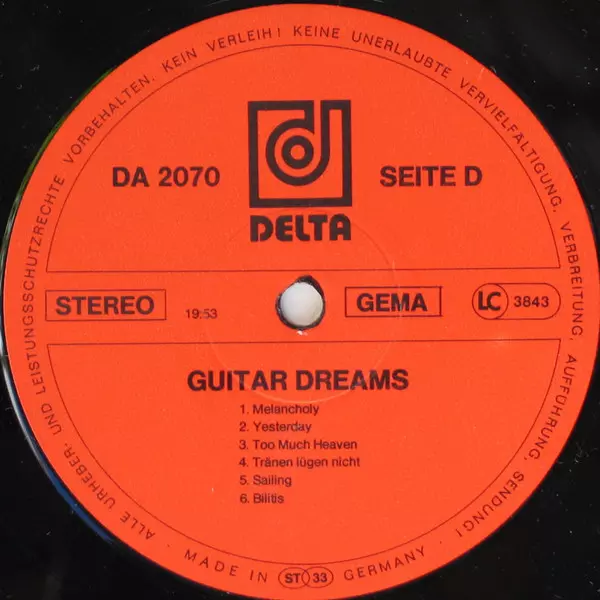 ALLE URHEBER- UND LEISTUNGSSCHUTZRECHTE VORBEHALTEN. KEIN VERLEIH! KEINE UNERLAUBTE VERVIELFÄLTIGUNG, VERBREITUNG, AUFFÜHRUNG, SENDUNG!
d
DA 2070
SEITE D
DELTA
STEREO
19:53
GEMA
LC 3843
GUITAR DREAMS
1. Melancholy
2. Yesterday
3. Too Much Heaven
4. Tränen lügen nicht
5. Sailing
6. Bilitis
· MADE IN ST 33 GERMANY ·